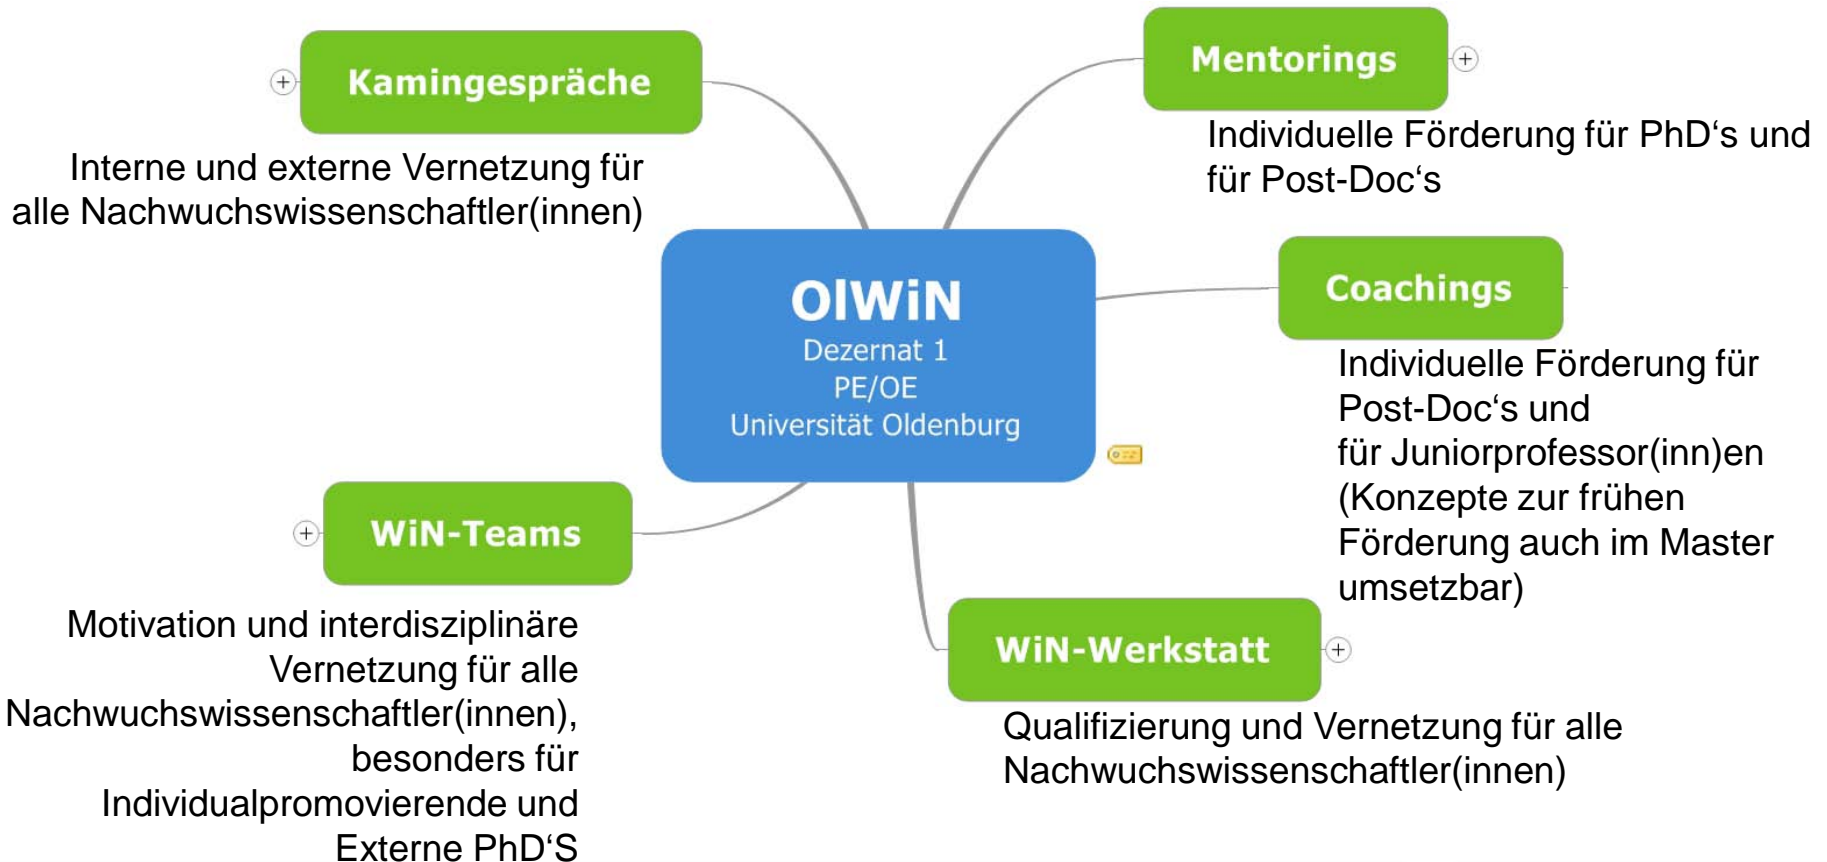 Kamingespräche
Interne und externe Vernetzung für
alle Nachwuchswissenschaftler(innen)
Mentorings
Individuelle Förderung für PhD‘s und
für Post-Doc‘s
OlWiN
Dezernat 1
PE/OE
Universität Oldenburg
Coachings
Individuelle Förderung für
Post-Doc‘s und
für Juniorprofessor(inn)en
(Konzepte zur frühen
Förderung auch im Master
umsetzbar)
WiN-Teams
Motivation und interdisziplinäre
Vernetzung für alle
Nachwuchswissenschaftler(innen),
besonders für
Individualpromovierende und
Externe PhD‘S
WiN-Werkstatt
Qualifizierung und Vernetzung für alle
Nachwuchswissenschaftler(innen)